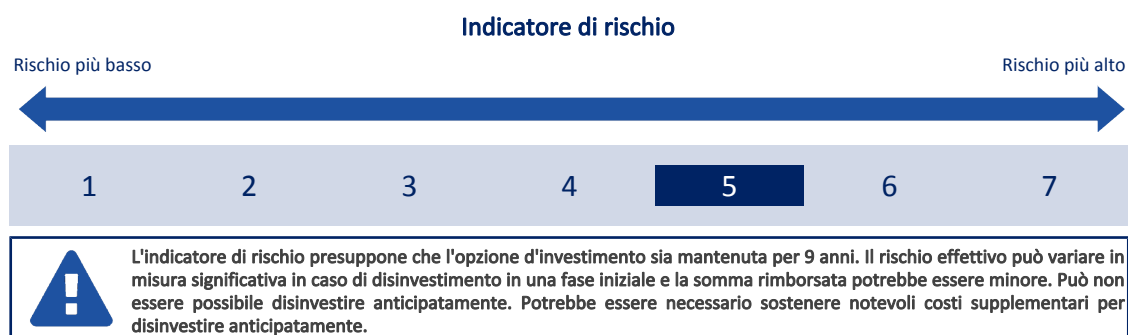 Indicatore di rischio
Rischio più basso
Rischio più alto
1 2 3 4 5 6 7
L'indicatore di rischio presuppone che l'opzione d'investimento sia mantenuta per 9 anni. Il rischio effettivo può variare in
misura significativa in caso di disinvestimento in una fase iniziale e la somma rimborsata potrebbe essere minore. Può non
essere possibile disinvestire anticipatamente. Potrebbe essere necessario sostenere notevoli costi supplementari per
disinvestire anticipatamente.